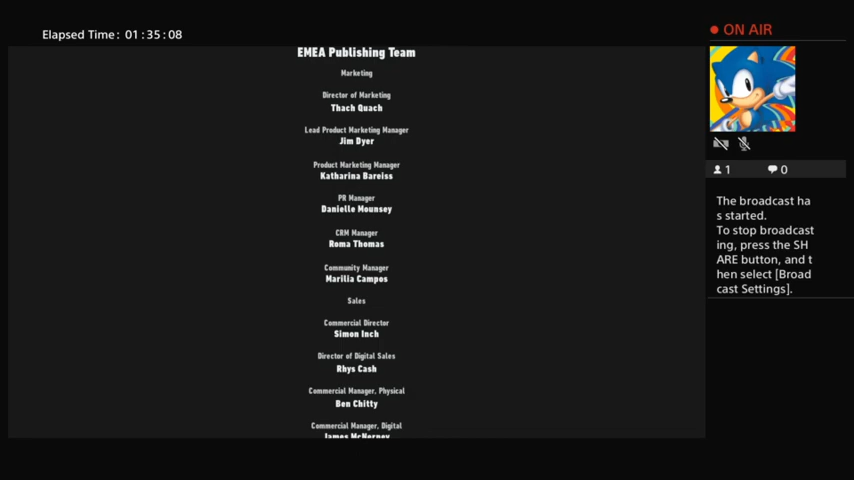 Elapsed Time: 01:35:08
ON AIR
EMEA Publishing Team
Marketing
Director of Marketing
Thach Quach
Lead Product Marketing Manager
Jim Dyer
Product Marketing Manager
Katharina Bareiss
PR Manager
Danielle Mounsey
CRM Manager
Roma Thomas
Community Manager
Marilia Campos
Sales
Commercial Director
Simon Inch
Director of Digital Sales
Rhys Cash
Commercial Manager, Physical
Ben Chitty
Commercial Manager, Digital
James McNerney
1
0
The broadcast ha
s started.
To stop broadcast
ing, press the SH
ARE button, and t
hen select [Broad
cast Settings].